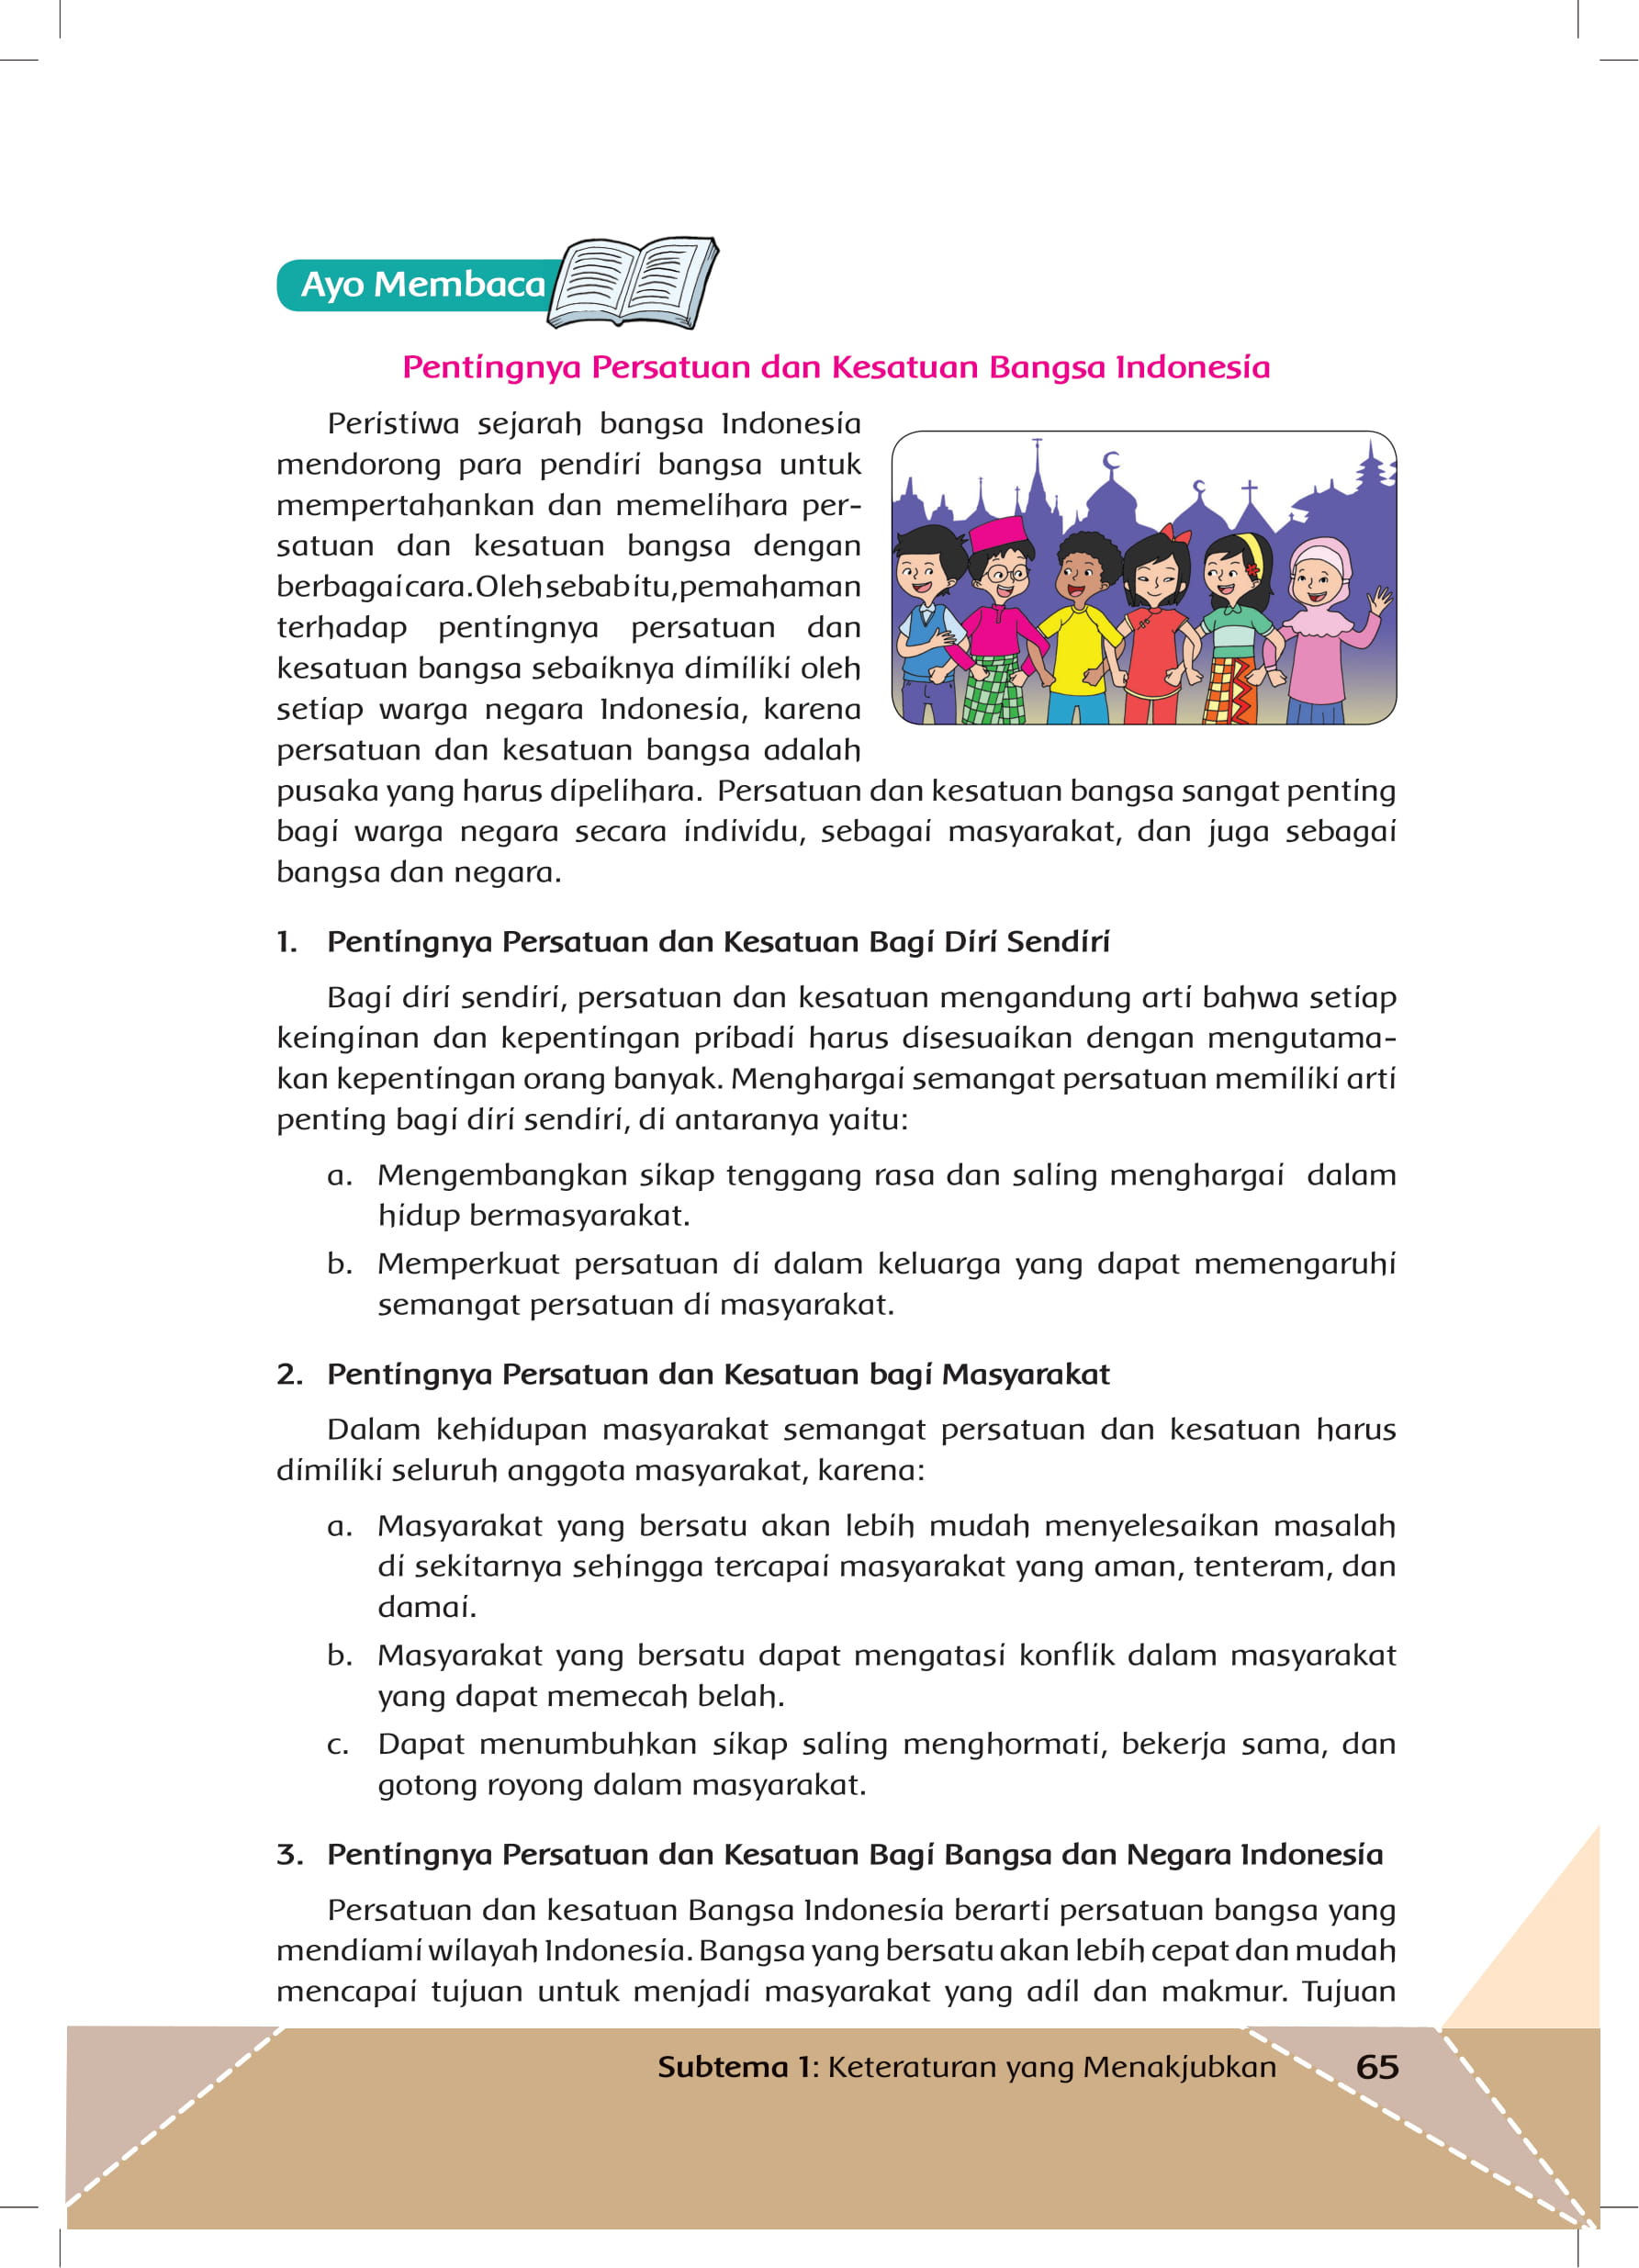 Ayo Membaca
Pentingnya Persatuan dan Kesatuan Bangsa Indonesia
Peristiwa sejarah bangsa Indonesia
mendorong para pendiri bangsa untuk
mempertahankan dan memelihara per-
satuan dan kesatuan bangsa dengan
berbagai cara. Oleh sebab itu, pemahaman
terhadap pentingnya persatuan dan
kesatuan bangsa sebaiknya dimiliki oleh
setiap warga negara Indonesia, karena
persatuan dan kesatuan bangsa adalah
pusaka yang harus dipelihara. Persatuan dan kesatuan bangsa sangat penting
bagi warga negara secara individu, sebagai masyarakat, dan juga sebagai
bangsa dan negara.
1. Pentingnya Persatuan dan Kesatuan Bagi Diri Sendiri
Bagi diri sendiri, persatuan dan kesatuan mengandung arti bahwa setiap
keinginan dan kepentingan pribadi harus disesuaikan dengan mengutama-
kan kepentingan orang banyak. Menghargai semangat persatuan memiliki arti
penting bagi diri sendiri, di antaranya yaitu:
a. Mengembangkan sikap tenggang rasa dan saling menghargai dalam
hidup bermasyarakat.
b. Memperkuat persatuan di dalam keluarga yang dapat memengaruhi
semangat persatuan di masyarakat.
2. Pentingnya Persatuan dan Kesatuan bagi Masyarakat
Dalam kehidupan masyarakat semangat persatuan dan kesatuan harus
dimiliki seluruh anggota masyarakat, karena:
a. Masyarakat yang bersatu akan lebih mudah menyelesaikan masalah
di sekitarnya sehingga tercapai masyarakat yang aman, tenteram, dan
damai.
b. Masyarakat yang bersatu dapat mengatasi konflik dalam masyarakat
yang dapat memecah belah.
c. Dapat menumbuhkan sikap saling menghormati, bekerja sama, dan
gotong royong dalam masyarakat.
3. Pentingnya Persatuan dan Kesatuan Bagi Bangsa dan Negara Indonesia
Persatuan dan kesatuan Bangsa Indonesia berarti persatuan bangsa yang
mendiami wilayah Indonesia. Bangsa yang bersatu akan lebih cepat dan mudah
mencapai tujuan untuk menjadi masyarakat yang adil dan makmur. Tujuan
Subtema 1: Keteraturan yang Menakjubkan 65